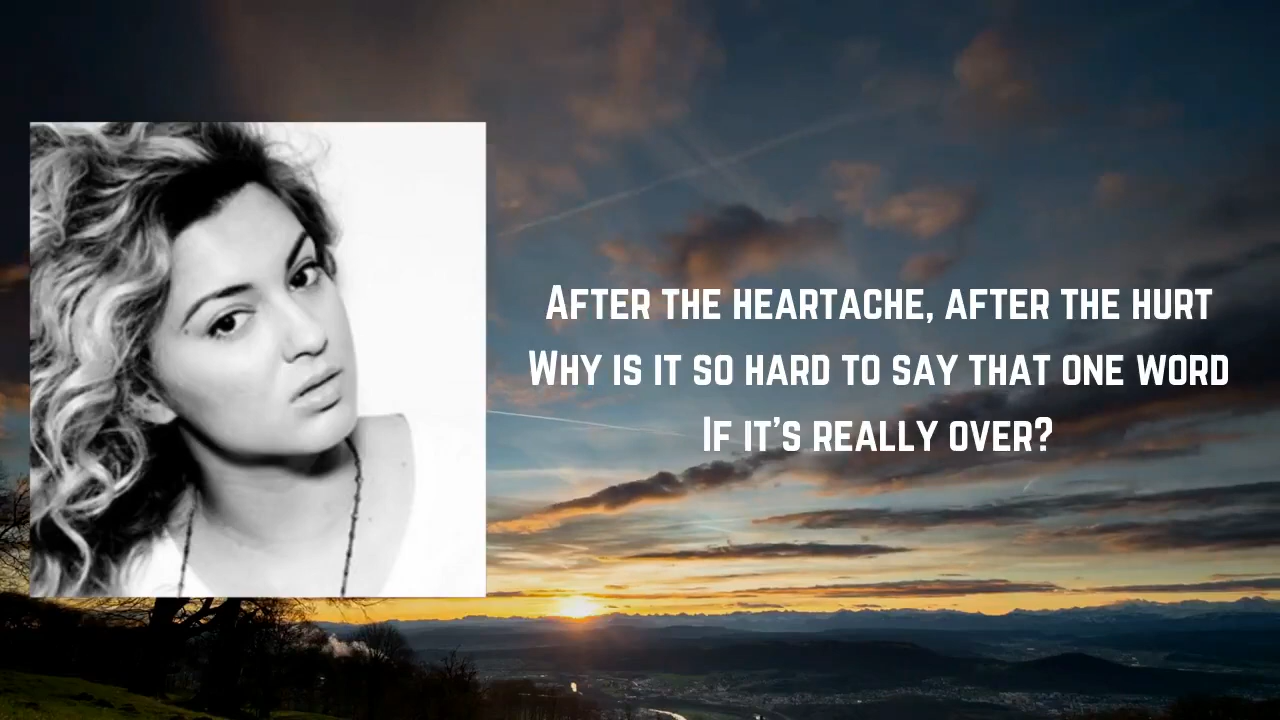 After the heartache, after the hurt
Why is it so hard to say that one word
If it's really over?